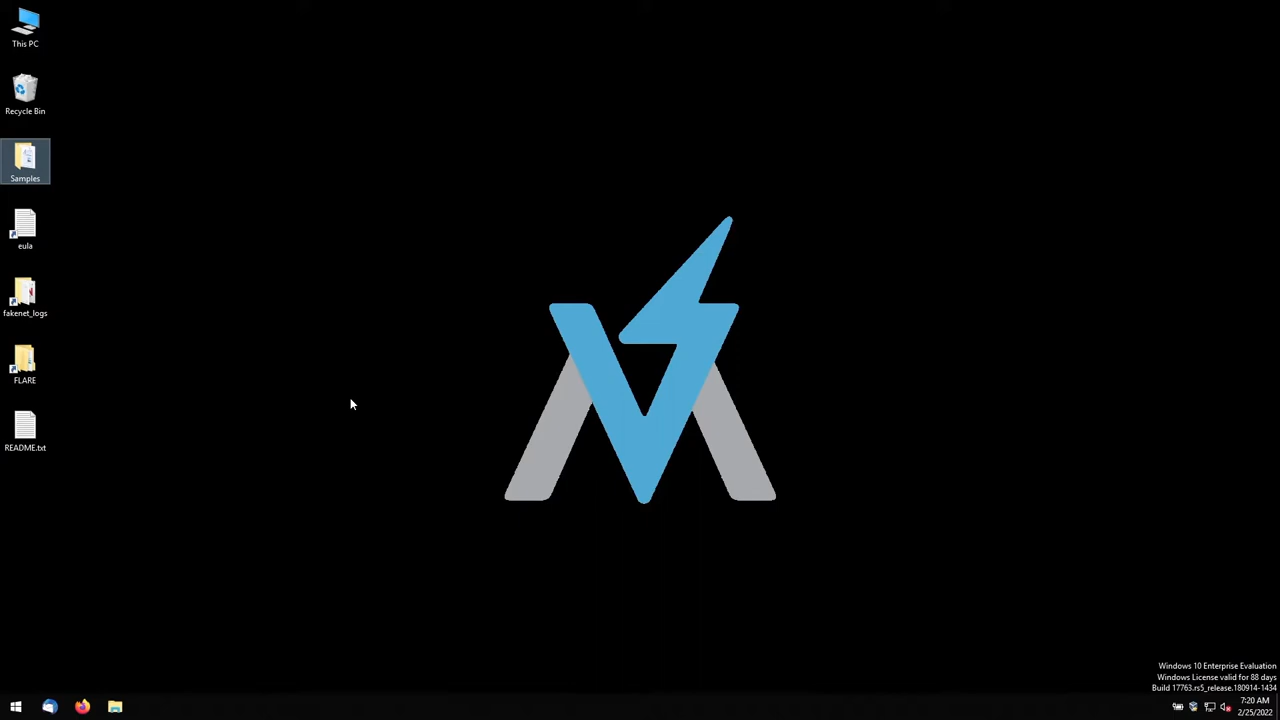 This PC
Recycle Bin
Samples
eula
fakenet_logs
FLARE
README.txt
Windows 10 Enterprise Evaluation
Windows License valid for 88 days
Build 17763.rs5_release.180914-1434
7:20 AM
2/25/2022